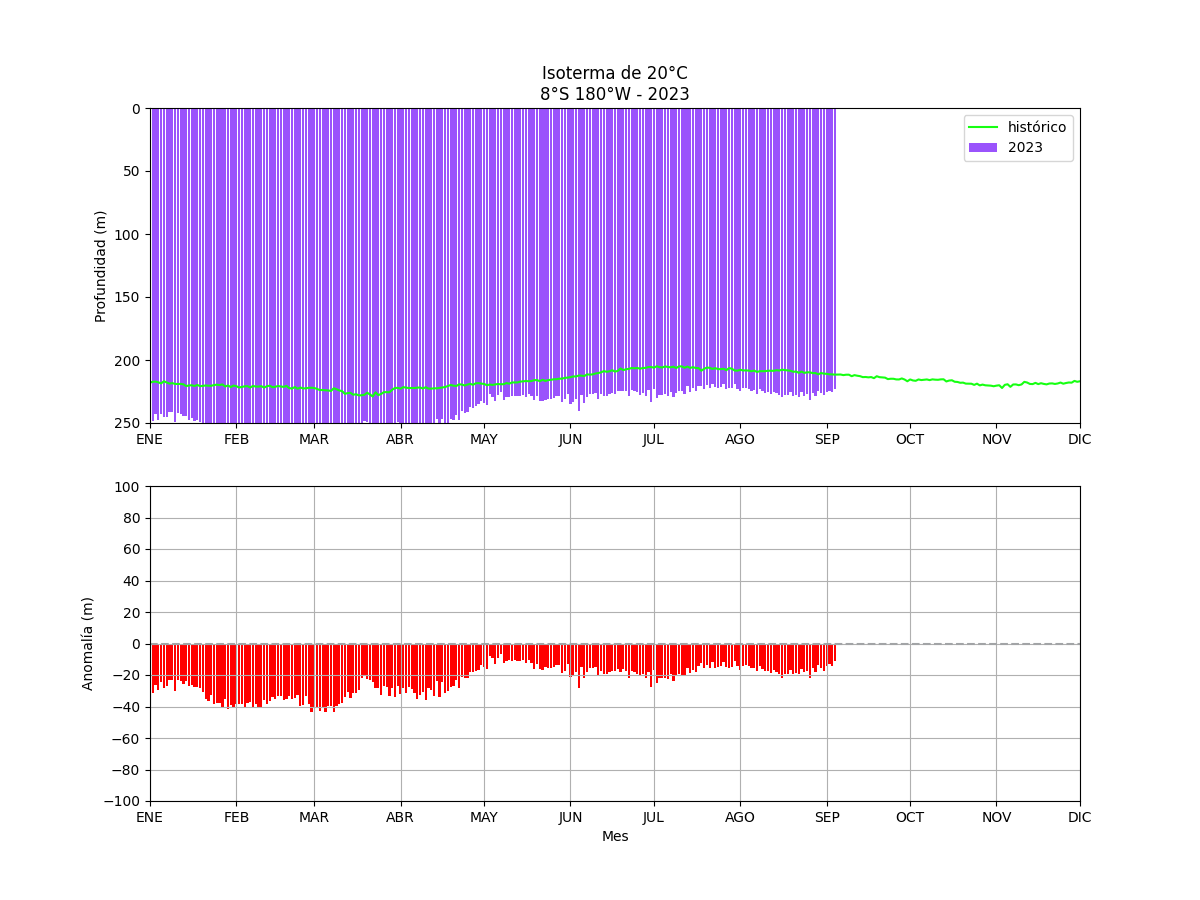 Isoterma de 20°C
8°S 180°W - 2023
histórico
2023
Profundidad (m)
0
50
100
150
200
250
ENE FEB MAR ABR MAY JUN JUL AGO SEP OCT NOV DIC
Anomalía (m)
100
80
60
40
20
0
−20
−40
−60
−80
−100
ENE FEB MAR ABR MAY JUN JUL AGO SEP OCT NOV DIC
Mes